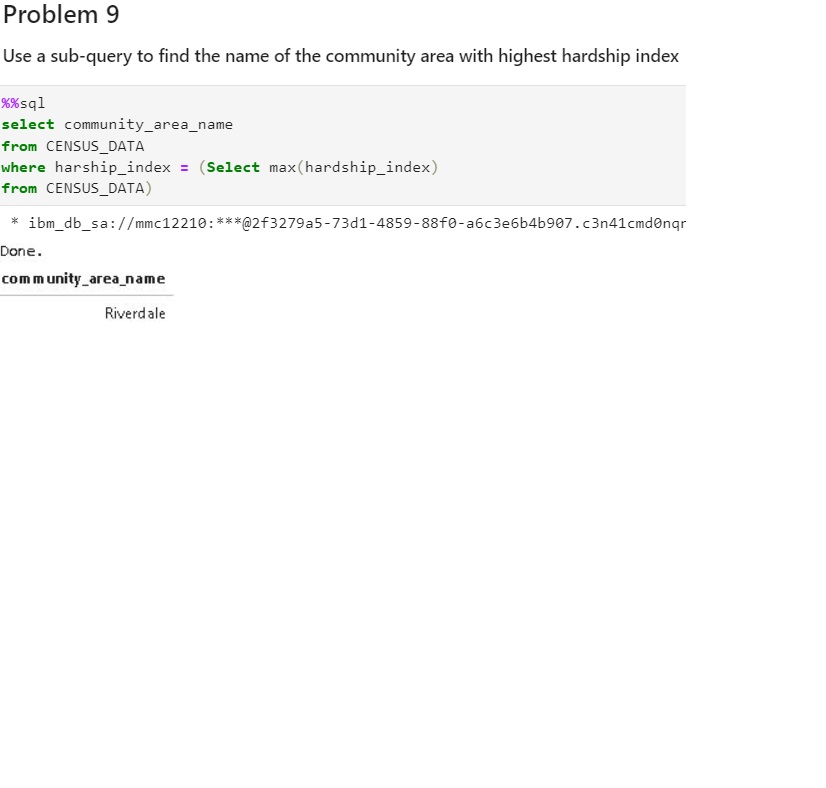 Problem 9
Use a sub-query to find the name of the community area with highest hardship index
%%sql
select community_area_name
from CENSUS_DATA
where harship_index = (Select max(hardship_index)
from CENSUS_DATA)
* ibm_db_sa://mmc12210:***@2f3279a5-73d1-4859-88f0-a6c3e6b4b907.c3n41cmd0nqr
Done.
community_area_name
Riverdale